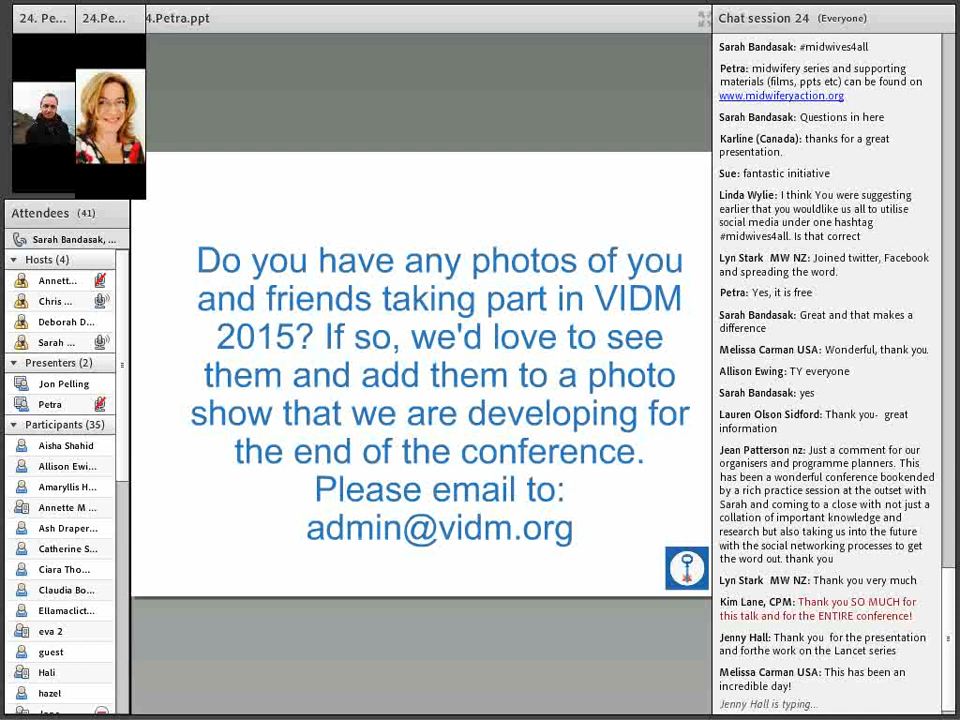 24. Pe...
24.Pe...
4.Petra.ppt
Attendees (41)
Sarah Bandasak, ...
Hosts (4)
Annett...
Chris ...
Deborah D...
Sarah ...
Presenters (2)
Jon Pelling
Petra
Participants (35)
Aisha Shahid
Allison Ewi...
Amaryllis H...
Annette M ...
Ash Draper...
Catherine S...
Ciara Tho...
Claudia Bo...
Ellamaclict...
eva 2
guest
Hali
hazel
Do you have any photos of you
and friends taking part in VIDM
2015? If so, we'd love to see
them and add them to a photo
show that we are developing for
the end of the conference.
Please email to:
admin@vidm.org
Chat session 24 (Everyone)
Sarah Bandasak: #midwives4all
Petra: midwifery series and supporting
materials (films, ppts etc) can be found on
www.midwiferyaction.org
Sarah Bandasak: Questions in here
Karline (Canada): thanks for a great
presentation.
Sue: fantastic initiative
Linda Wylie: I think You were suggesting
earlier that you wouldlike us all to utilise
social media under one hashtag
#midwives4all. Is that correct
Lyn Stark MW NZ: Joined twitter, Facebook
and spreading the word.
Petra: Yes, it is free
Sarah Bandasak: Great and that makes a
difference
Melissa Carman USA: Wonderful, thank you.
Allison Ewing: TY everyone
Sarah Bandasak: yes
Lauren Olson Sidford: Thank you- great
information
Jean Patterson nz: Just a comment for our
organisers and programme planners. This
has been a wonderful conference bookended
by a rich practice session at the outset with
Sarah and coming to a close with not just a
collation of important knowledge and
research but also taking us into the future
with the social networking processes to get
the word out. thank you
Lyn Stark MW NZ: Thank you very much
Kim Lane, CPM: Thank you SO MUCH for
this talk and for the ENTIRE conference!
Jenny Hall: Thank you for the presentation
and forthe work on the Lancet series
Melissa Carman USA: This has been an
incredible day!
Jenny Hall is typing...